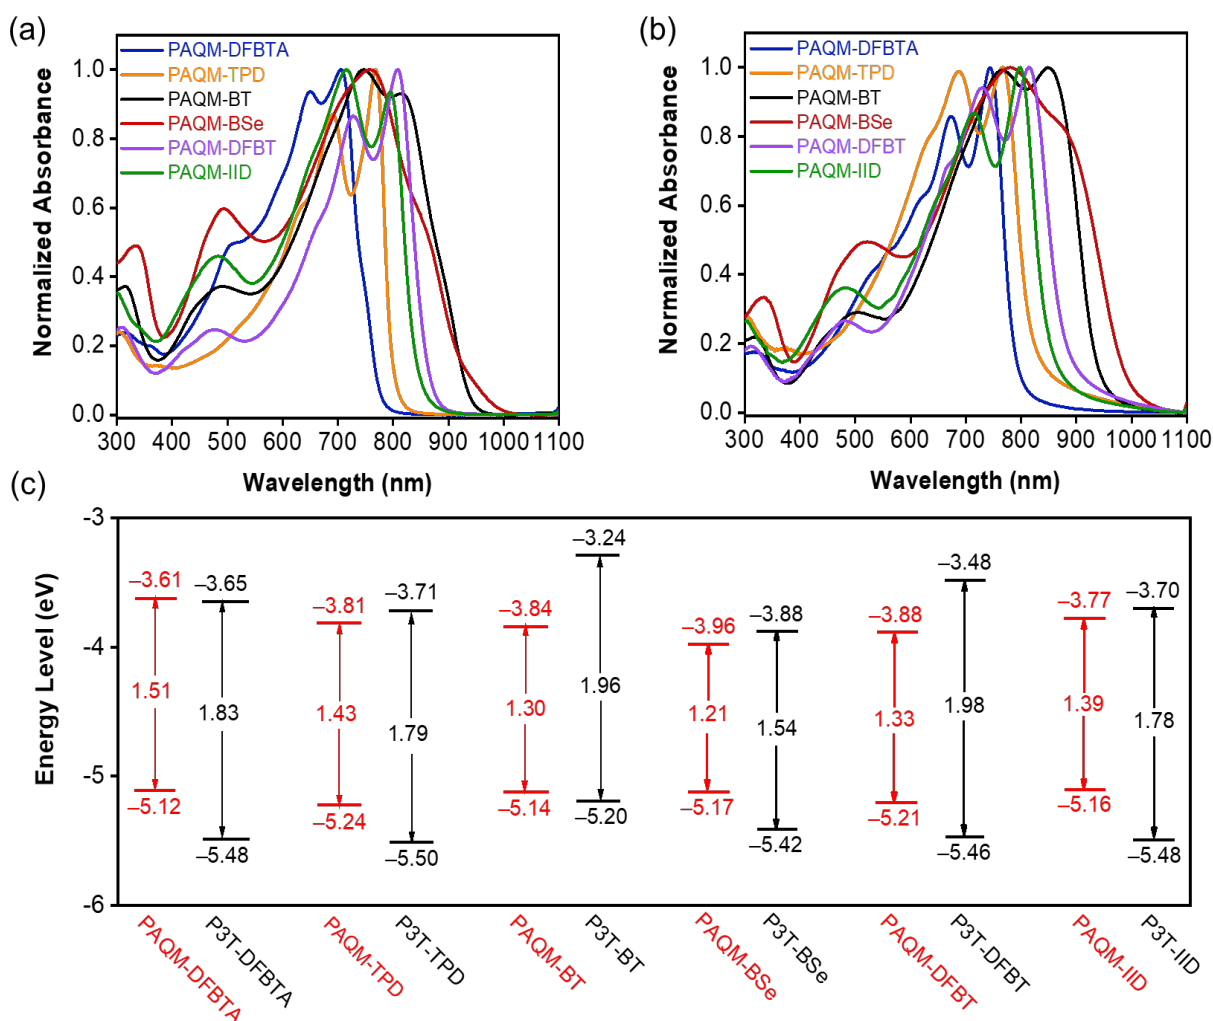 (a)
PAQM-DFBTA
PAQM-TPD
PAQM-BT
PAQM-BSe
PAQM-DFBT
PAQM-IID
Normalized Absorbance
1.0
0.8
0.6
0.4
0.2
0.0
300 400 500 600 700 800 900 1000 1100
Wavelength (nm)
(b)
PAQM-DFBTA
PAQM-TPD
PAQM-BT
PAQM-BSe
PAQM-DFBT
PAQM-IID
Normalized Absorbance
1.0
0.8
0.6
0.4
0.2
0.0
300 400 500 600 700 800 900 1000 1100
Wavelength (nm)
(c)
Energy Level (eV)
-3
-4
-5
-6
–3.61 –3.65 –3.81 –3.71 –3.84 –3.24 –3.96 –3.88 –3.88 –3.48 –3.77 –3.70
1.51 1.83 1.43 1.79 1.30 1.96 1.21 1.54 1.33 1.98 1.39 1.78
–5.12 –5.48 –5.24 –5.50 –5.14 –5.20 –5.17 –5.42 –5.21 –5.46 –5.16 –5.48
PAQM-DFBTA
P3T-DFBTA
PAQM-TPD
P3T-TPD
PAQM-BT
P3T-BT
PAQM-BSe
P3T-BSe
PAQM-DFBT
P3T-DFBT
PAQM-IID
P3T-IID